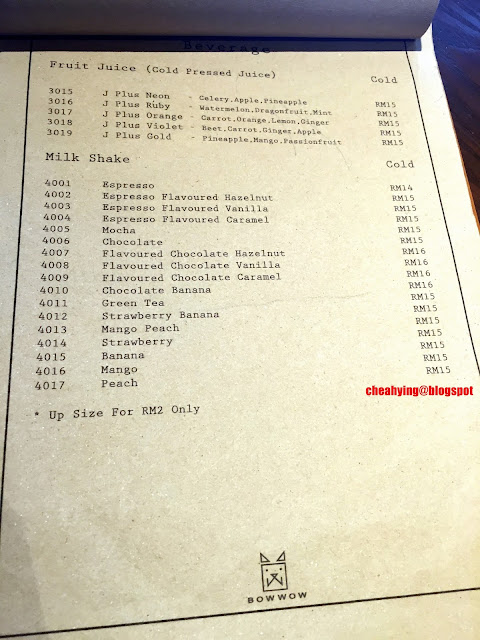 Beverage
Fruit Juice (Cold Pressed Juice) Cold
3015 J Plus Neon - Celery,Apple,Pineapple
3016 J Plus Ruby - Watermelon,Dragonfruit,Mint RM15
3017 J Plus Orange - Carrot,Orange,Lemon,Ginger RM15
3018 J Plus Violet - Beet,Carrot,Ginger,Apple RM15
3019 J Plus Gold - Pineapple,Mango,Passionfruit RM15
Milk Shake Cold
4001 Espresso RM14
4002 Espresso Flavoured Hazelnut RM15
4003 Espresso Flavoured Vanilla RM15
4004 Espresso Flavoured Caramel RM15
4005 Mocha RM15
4006 Chocolate RM15
4007 Flavoured Chocolate Hazelnut RM16
4008 Flavoured Chocolate Vanilla RM16
4009 Flavoured Chocolate Caramel RM16
4010 Chocolate Banana RM16
4011 Green Tea RM15
4012 Strawberry Banana RM15
4013 Mango Peach RM15
4014 Strawberry RM15
4015 Banana RM15
4016 Mango RM15
4017 Peach RM15
cheahying@blogspot
* Up Size For RM2 Only
BOWWOW